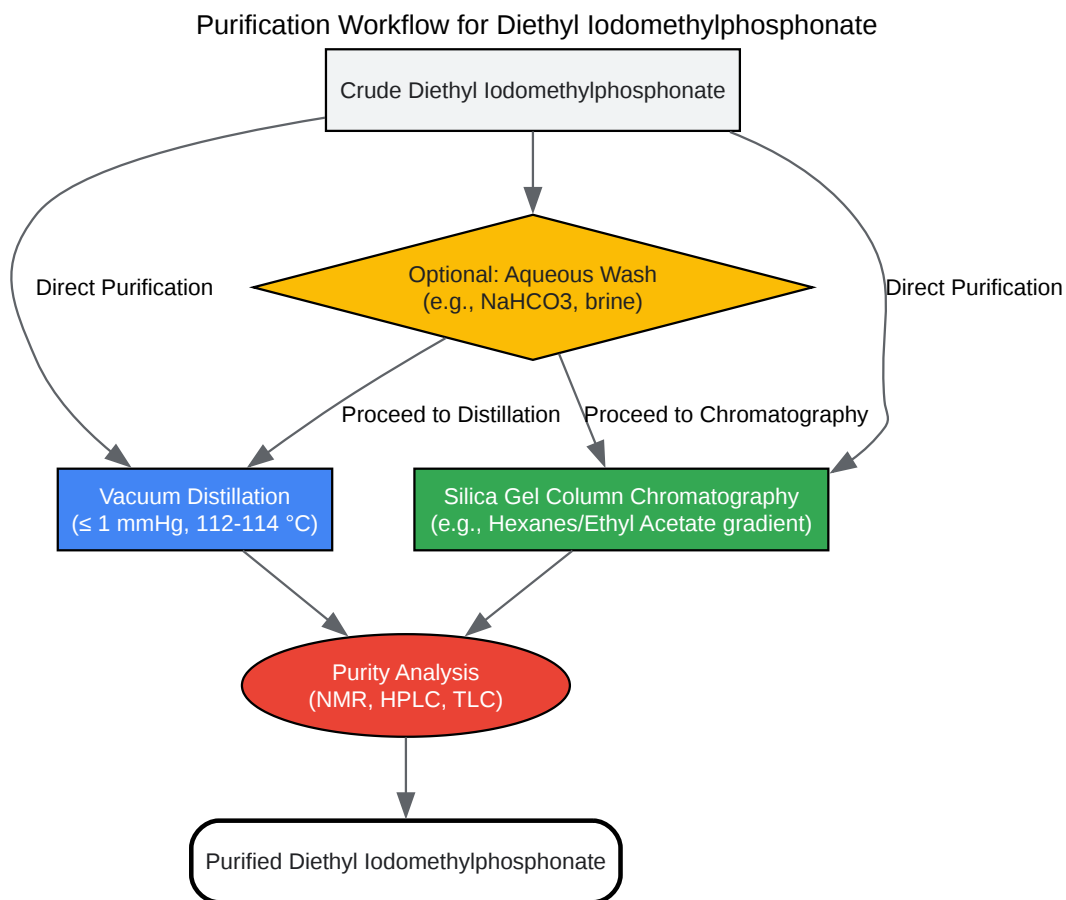 Purification Workflow for Diethyl Iodomethylphosphonate
Crude Diethyl Iodomethylphosphonate
Direct Purification
Optional: Aqueous Wash
(e.g., NaHCO3, brine)
Direct Purification
Proceed to Distillation
Proceed to Chromatography
Vacuum Distillation
(≤ 1 mmHg, 112-114 °C)
Silica Gel Column Chromatography
(e.g., Hexanes/Ethyl Acetate gradient)
Purity Analysis
(NMR, HPLC, TLC)
Purified Diethyl Iodomethylphosphonate